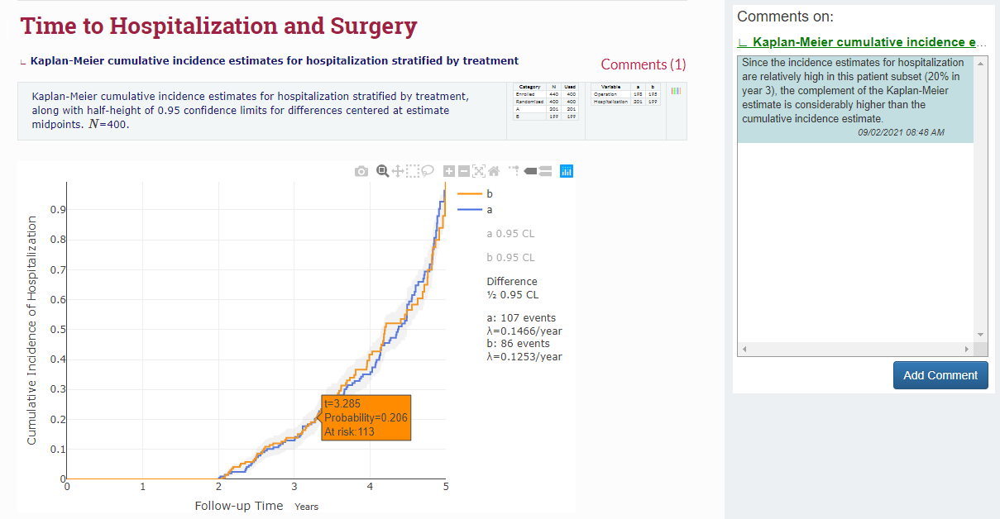 Time to Hospitalization and Surgery
Kaplan-Meier cumulative incidence estimates for hospitalization stratified by treatment
Comments (1)
Kaplan-Meier cumulative incidence estimates for hospitalization stratified by treatment,
along with half-height of 0.95 confidence limits for differences centered at estimate
midpoints. N=400.
Category N Used
Enrolled 440 400
Randomized 400 400
A 201 201
B 199 199
Variable a b
Operation 198 195
Hospitalization 201 199
b
a
a 0.95 CL
b 0.95 CL
Difference
½ 0.95 CL
a: 107 events
λ=0.1466/year
b: 86 events
λ=0.1253/year
Cumulative Incidence of Hospitalization
0.9
0.8
0.7
0.6
0.5
0.4
0.3
0.2
0.1
0
t=3.285
Probability=0.206
At risk:113
0 1 2 3 4 5
Follow-up Time Years
Comments on:
Kaplan-Meier cumulative incidence e...
Since the incidence estimates for hospitalization
are relatively high in this patient subset (20% in
year 3), the complement of the Kaplan-Meier
estimate is considerably higher than the
cumulative incidence estimate.
09/02/2021 08:48 AM
Add Comment